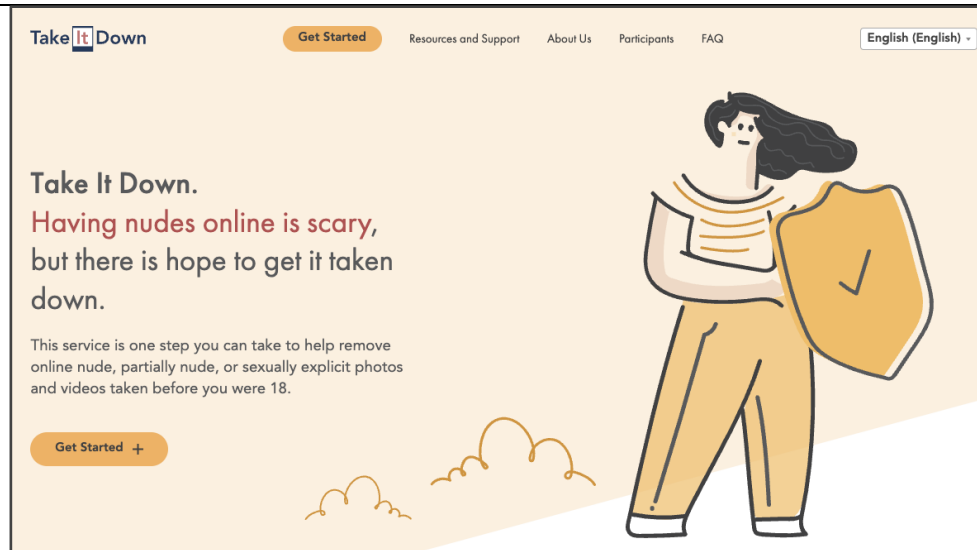 Take It Down
Get Started
Resources and Support
About Us
Participants
FAQ
English (English)
Take It Down.
Having nudes online is scary,
but there is hope to get it taken
down.
This service is one step you can take to help remove
online nude, partially nude, or sexually explicit photos
and videos taken before you were 18.
Get Started +